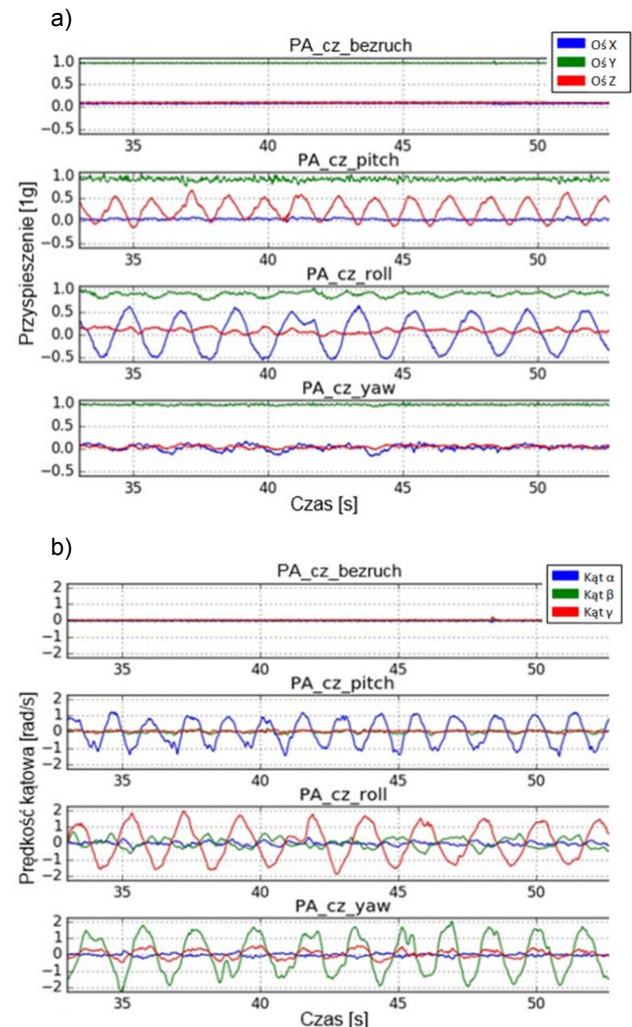 a)
PA_cz_bezruch
Oś X
Oś Y
Oś Z
1.0
0.5
0.0
−0.5
35 40 45 50
PA_cz_pitch
1.0
0.5
0.0
−0.5
35 40 45 50
PA_cz_roll
1.0
0.5
0.0
−0.5
35 40 45 50
PA_cz_yaw
1.0
0.5
0.0
−0.5
35 40 45 50
Przyspieszenie [1g]
Czas [s]
b)
PA_cz_bezruch
Kąt α
Kąt β
Kąt γ
2
1
0
−1
−2
35 40 45 50
PA_cz_pitch
2
1
0
−1
−2
35 40 45 50
PA_cz_roll
2
1
0
−1
−2
35 40 45 50
PA_cz_yaw
2
1
0
−1
−2
35 40 45 50
Prędkość kątowa [rad/s]
Czas [s]